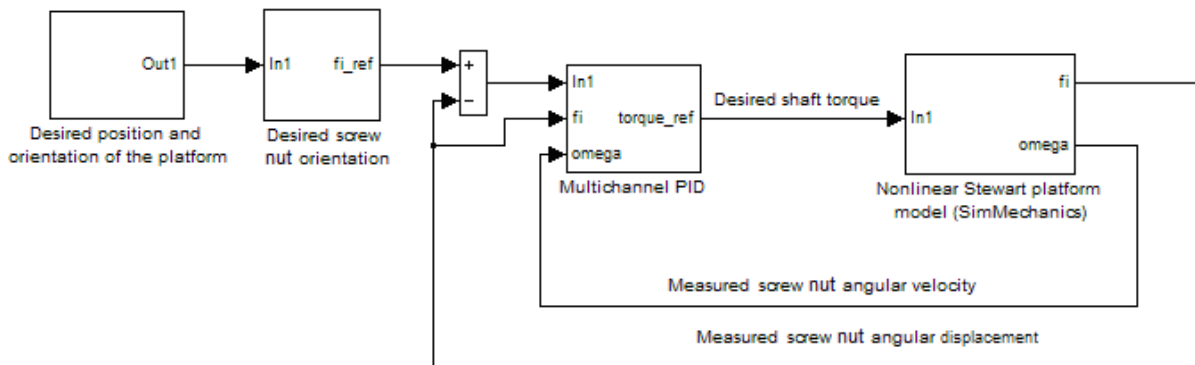 Out1
Desired position and
orientation of the platform
In1
fi_ref
Desired screw
nut orientation
+
−
In1
fi
omega
torque_ref
Multichannel PID
Desired shaft torque
In1
fi
omega
Nonlinear Stewart platform
model (SimMechanics)
Measured screw nut angular velocity
Measured screw nut angular displacement